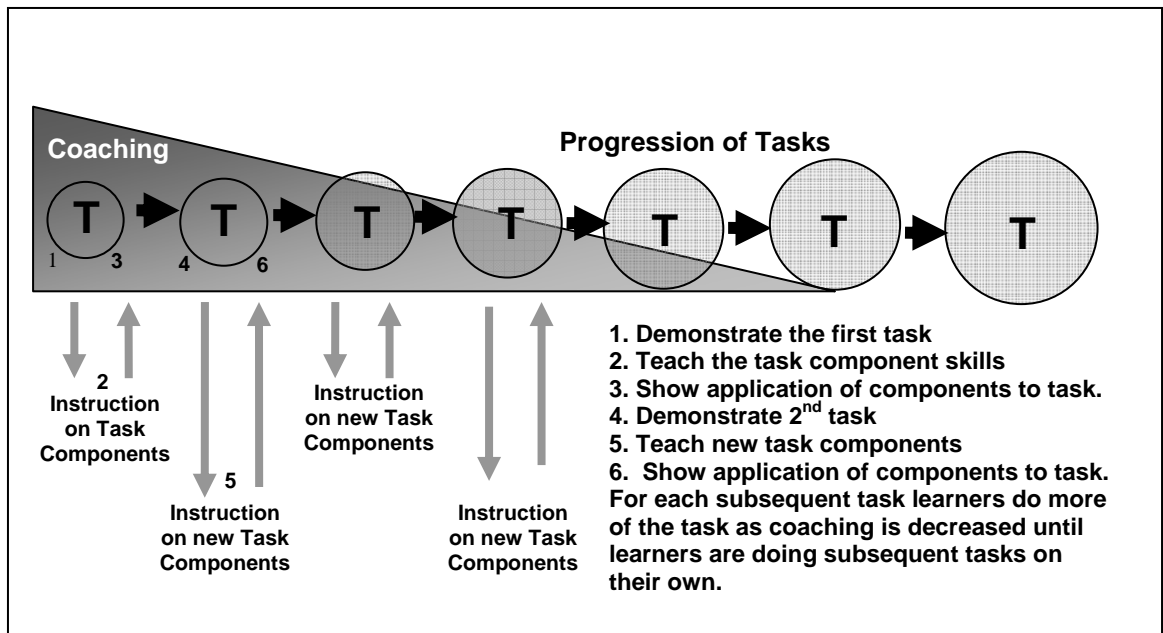 Coaching
Progression of Tasks
T T T T T T T
1 3 4 6
2
Instruction
on Task
Components
5
Instruction
on new Task
Components
Instruction
on new Task
Components
Instruction
on new Task
Components
1. Demonstrate the first task
2. Teach the task component skills
3. Show application of components to task.
4. Demonstrate 2nd task
5. Teach new task components
6. Show application of components to task.
For each subsequent task learners do more
of the task as coaching is decreased until
learners are doing subsequent tasks on
their own.